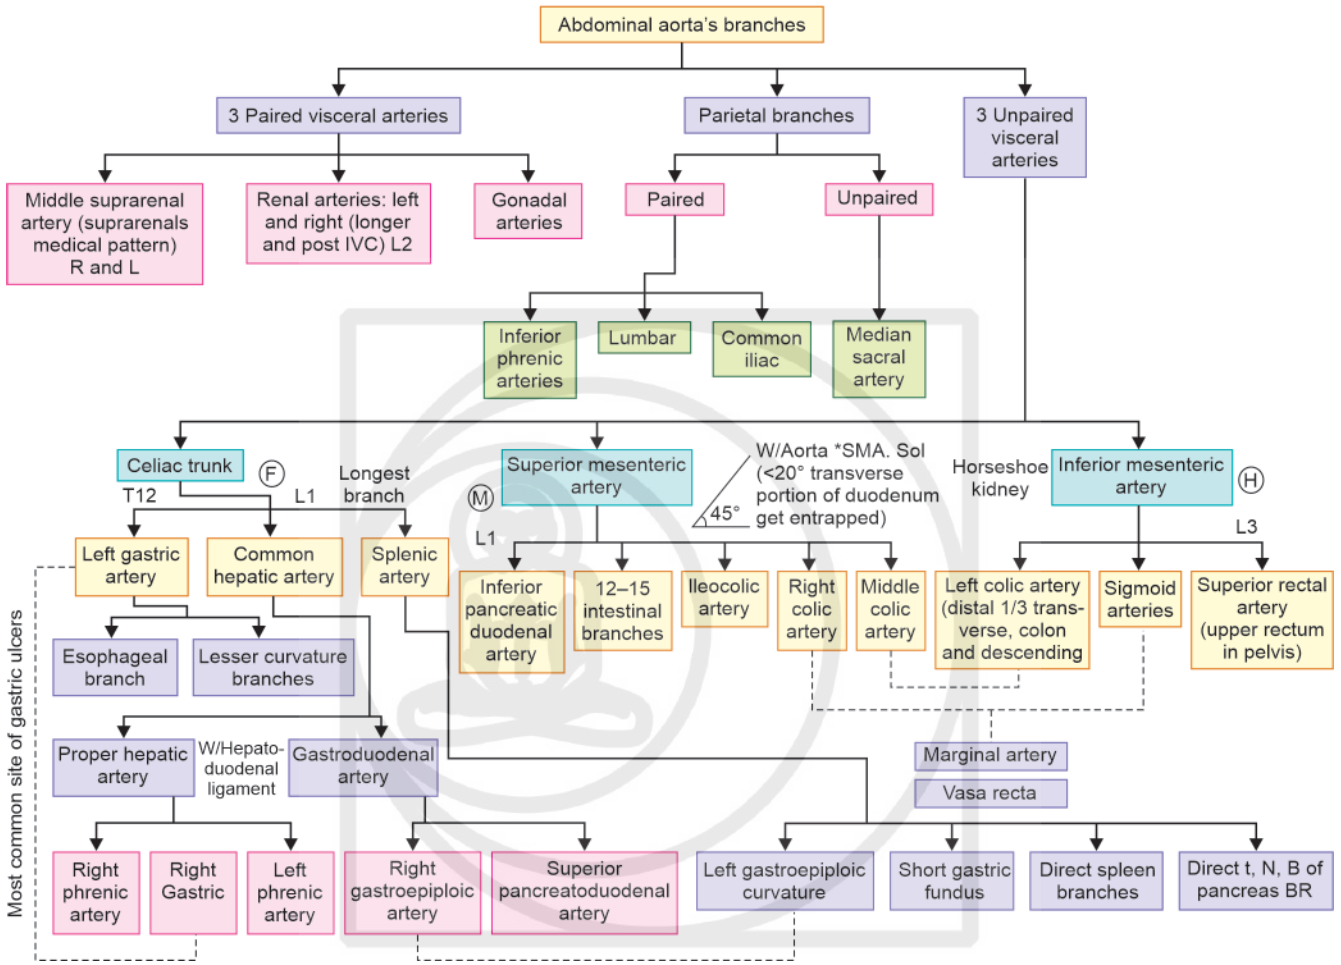 Abdominal aorta's branches
3 Paired visceral arteries
Parietal branches
3 Unpaired
visceral
arteries
Middle suprarenal
artery (suprarenals
medical pattern)
R and L
Renal arteries: left
and right (longer
and post IVC) L2
Gonadal
arteries
Paired
Unpaired
Inferior
phrenic
arteries
Lumbar
Common
iliac
Median
sacral
artery
Celiac trunk
F
T12
L1
Longest
branch
Superior mesenteric
artery
M
L1
W/Aorta *SMA. Sol
(<20° transverse
portion of duodenum
get entrapped)
45°
Horseshoe
kidney
Inferior mesenteric
artery
H
L3
Left gastric
artery
Common
hepatic artery
Splenic
artery
Inferior
pancreatic
duodenal
artery
12–15
intestinal
branches
Ileocolic
artery
Right
colic
artery
Middle
colic
artery
Left colic artery
(distal 1/3 trans-
verse, colon
and descending
Sigmoid
arteries
Superior rectal
artery
(upper rectum
in pelvis)
Esophageal
branch
Lesser curvature
branches
Most common site of gastric ulcers
Proper hepatic
artery
W/Hepato-
duodenal
ligament
Gastroduodenal
artery
Marginal artery
Vasa recta
Right
phrenic
artery
Right
Gastric
Left
phrenic
artery
Right
gastroepiploic
artery
Superior
pancreatoduodenal
artery
Left gastroepiploic
curvature
Short gastric
fundus
Direct spleen
branches
Direct t, N, B of
pancreas BR